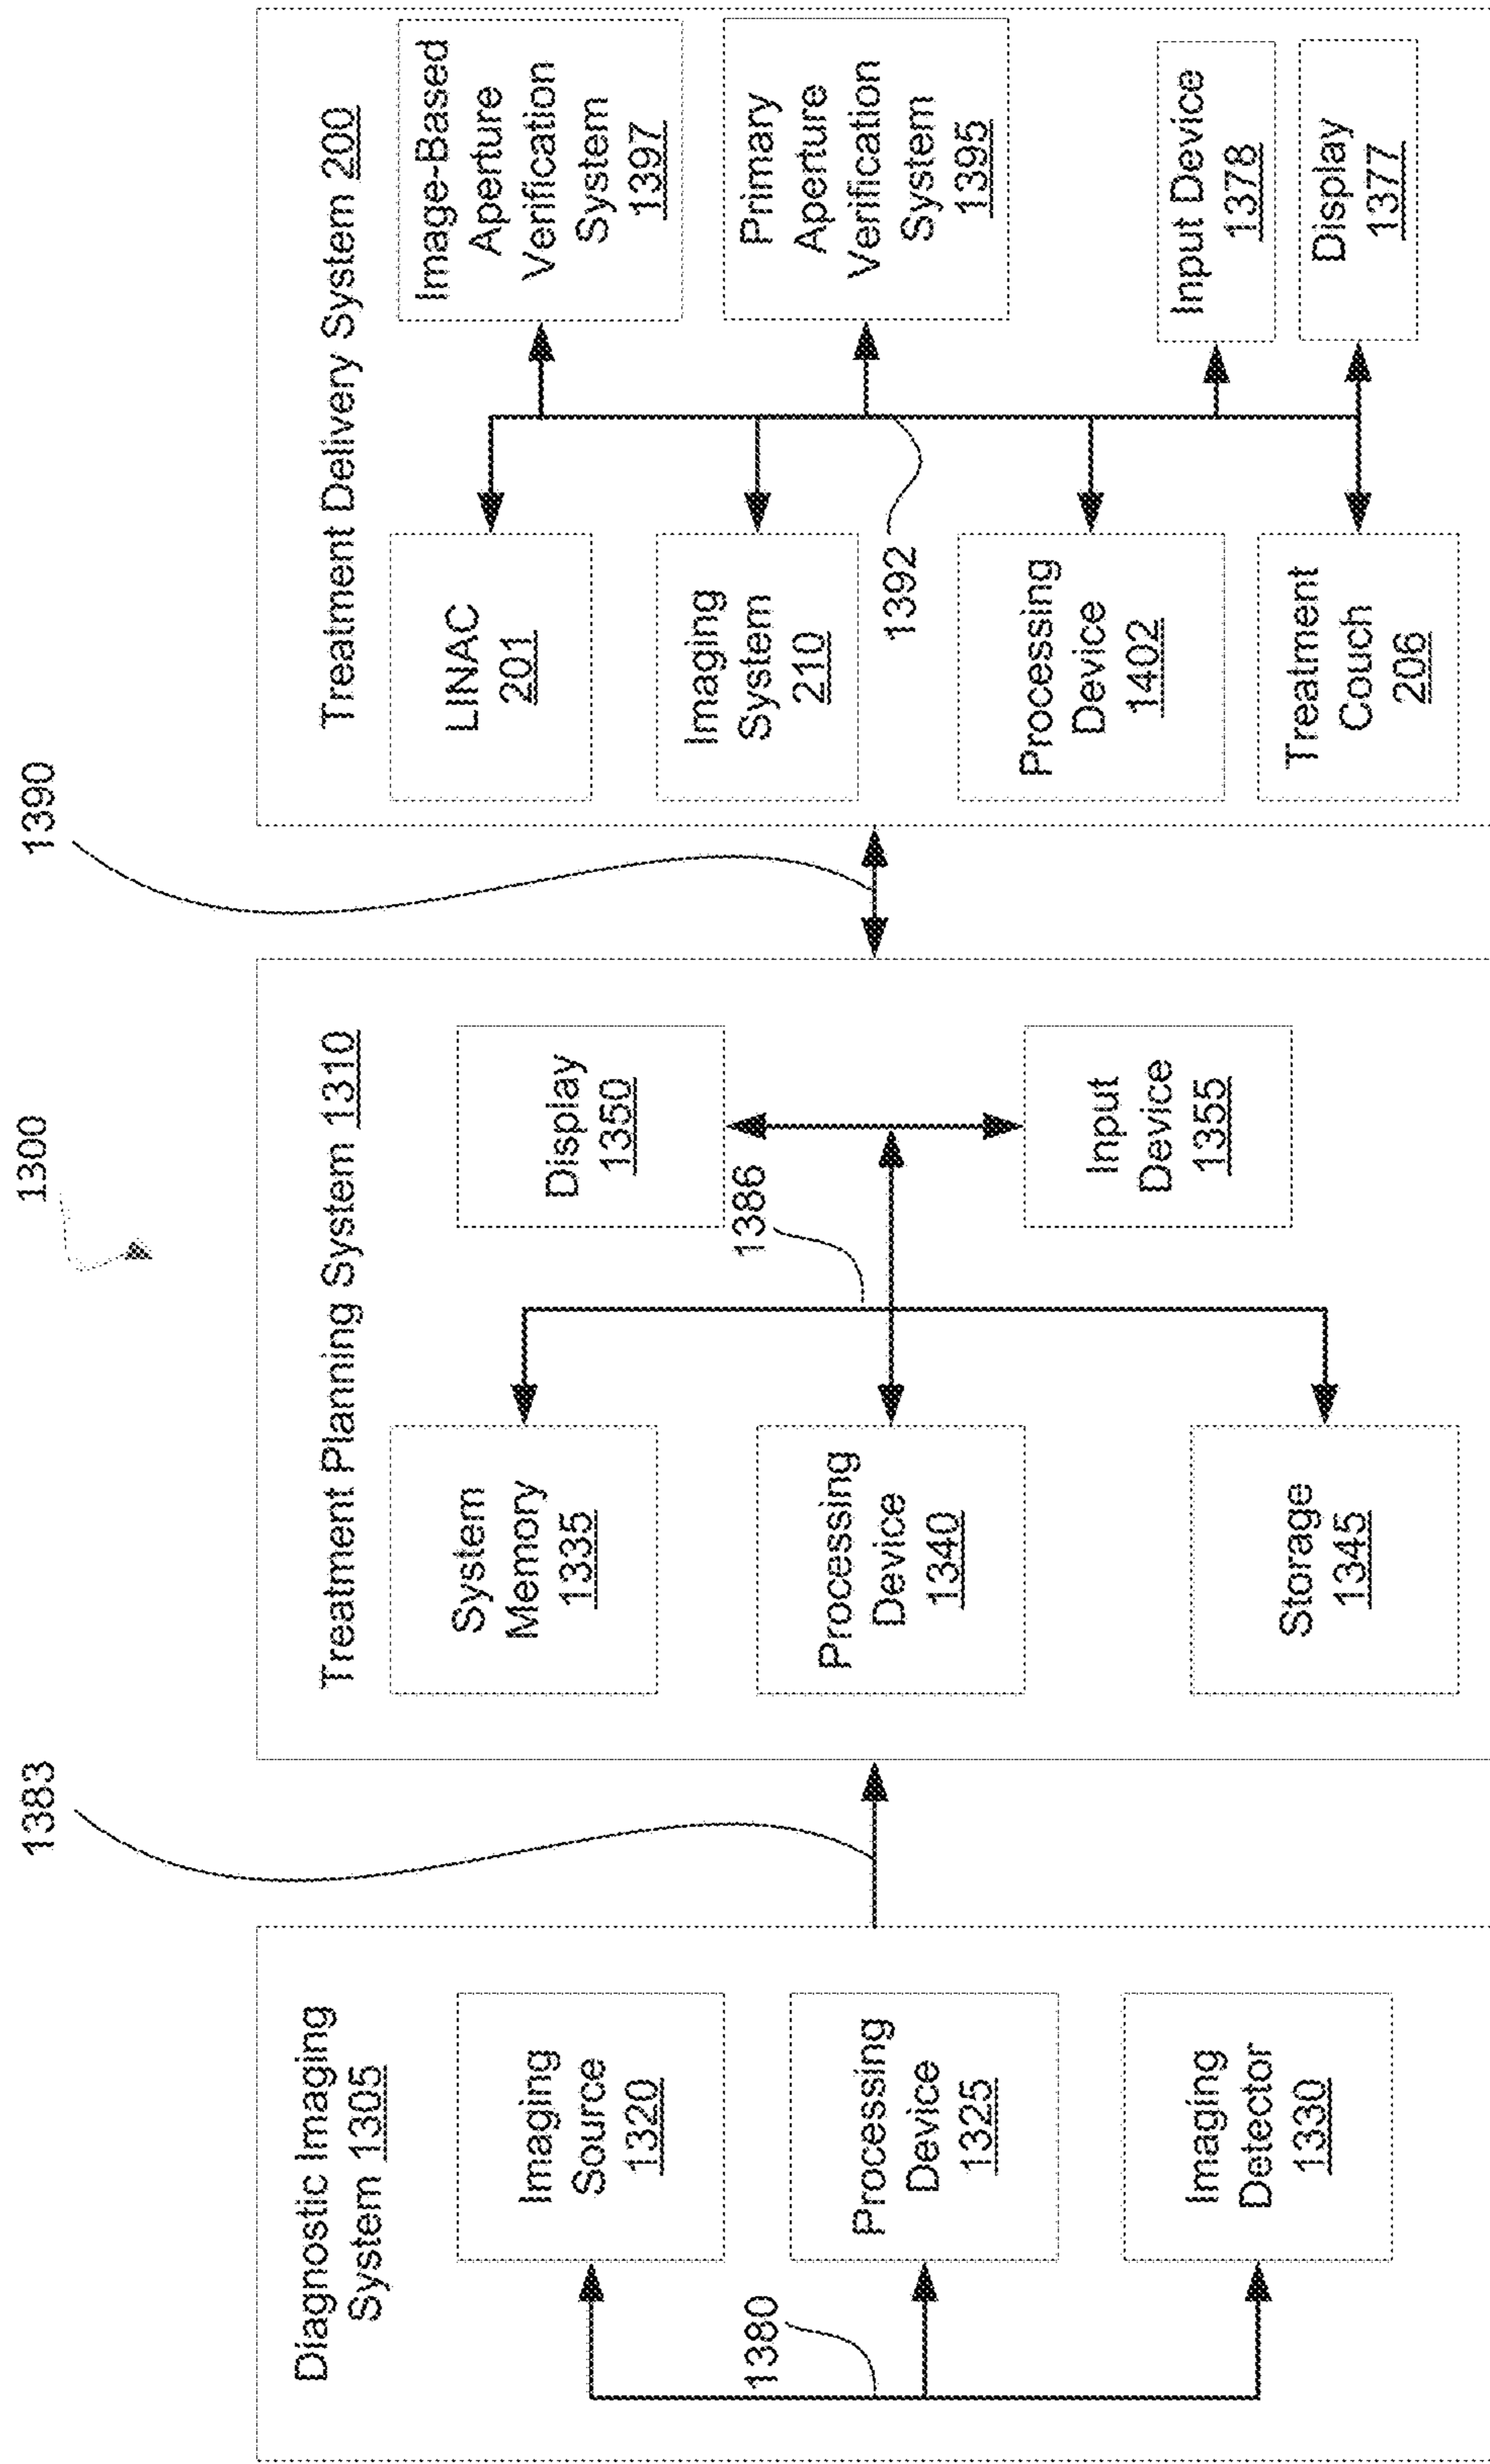 1300
1383
1390
Diagnostic Imaging
System 1305
Imaging
Source
1320
Processing
Device
1325
Imaging
Detector
1330
1380
Treatment Planning System 1310
System
Memory
1335
Processing
Device
1340
Storage
1345
1386
Display
1350
Input
Device
1355
Treatment Delivery System 200
LINAC
201
Imaging
System
210
Processing
Device
1402
Treatment
Couch
206
1392
Image-Based
Aperture
Verification
System
1397
Primary
Aperture
Verification
System
1395
Input Device
1378
Display
1377